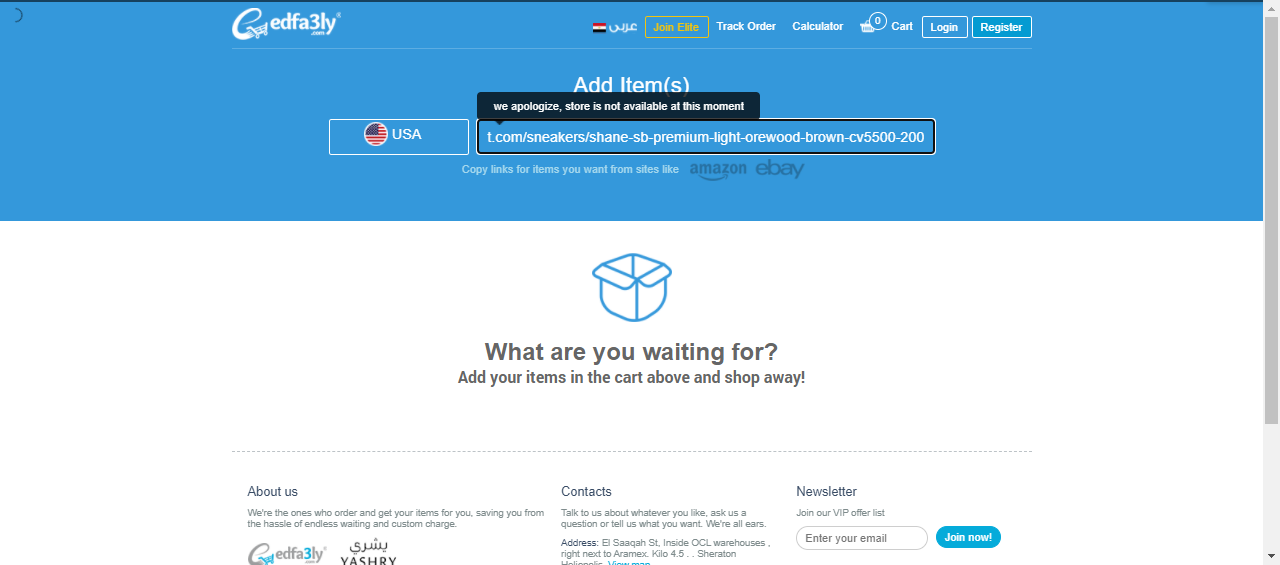 edfa3ly®
.com
عربى
Join Elite
Track Order
Calculator
0
Cart
Login
Register
Add Item(s)
we apologize, store is not available at this moment
USA
t.com/sneakers/shane-sb-premium-light-orewood-brown-cv5500-200
Copy links for items you want from sites like
amazon
ebay
What are you waiting for?
Add your items in the cart above and shop away!
About us
We're the ones who order and get your items for you, saving you from
the hassle of endless waiting and custom charge.
edfa3ly
.com
يشري
YASHRY
Contacts
Talk to us about whatever you like, ask us a
question or tell us what you want. We're all ears.
Address: El Saaqah St, Inside OCL warehouses ,
right next to Aramex. Kilo 4.5 . . Sheraton
Heliopolis. View map
Newsletter
Join our VIP offer list
Enter your email
Join now!